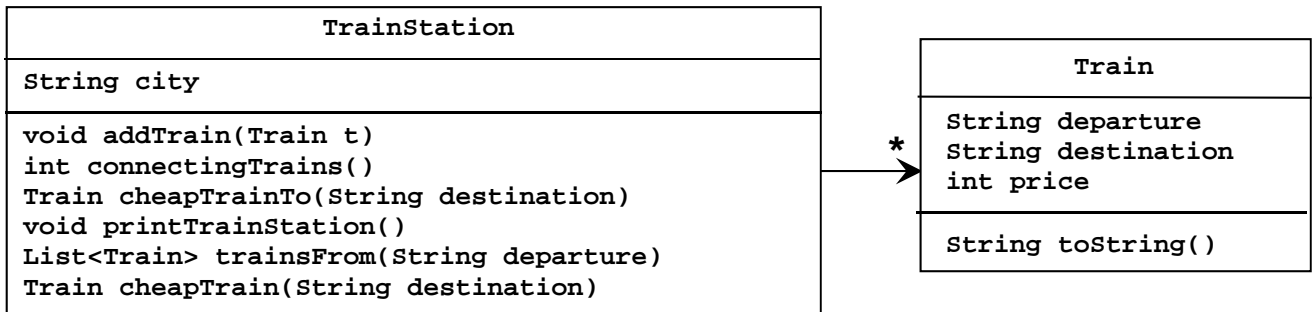 TrainStation
String city
void addTrain(Train t)
int connectingTrains()
Train cheapTrainTo(String destination)
void printTrainStation()
List<Train> trainsFrom(String departure)
Train cheapTrain(String destination)
*
Train
String departure
String destination
int price
String toString()